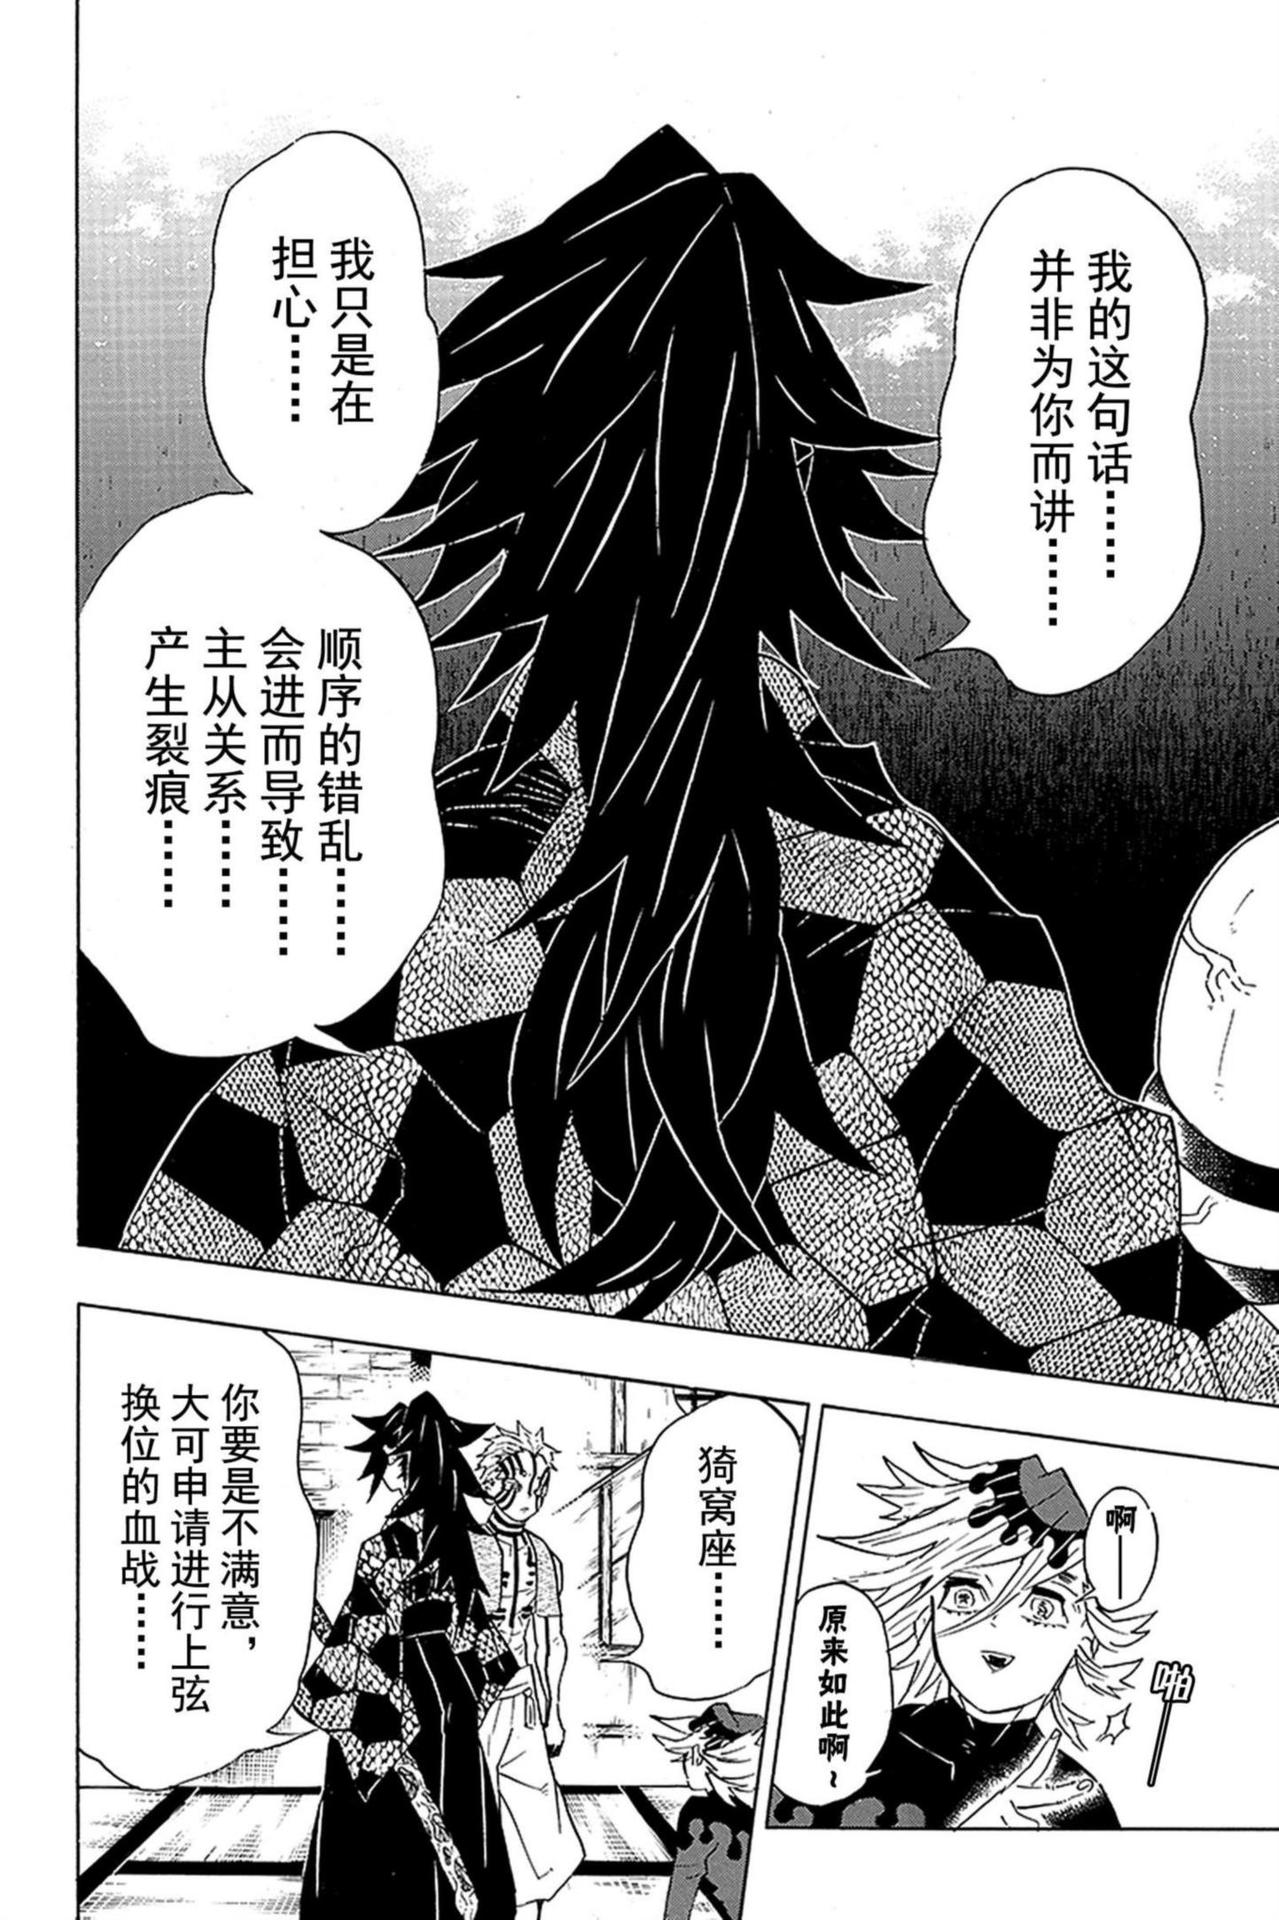 我的这句话……
并非为你而讲……
我只是在
担心……
顺序的错乱……
会进而导致……
主从关系……
产生裂痕……
啊——
原来如此啊~
啪
猗窝座……
你要是不满意，
大可申请进行上弦
换位的血战……